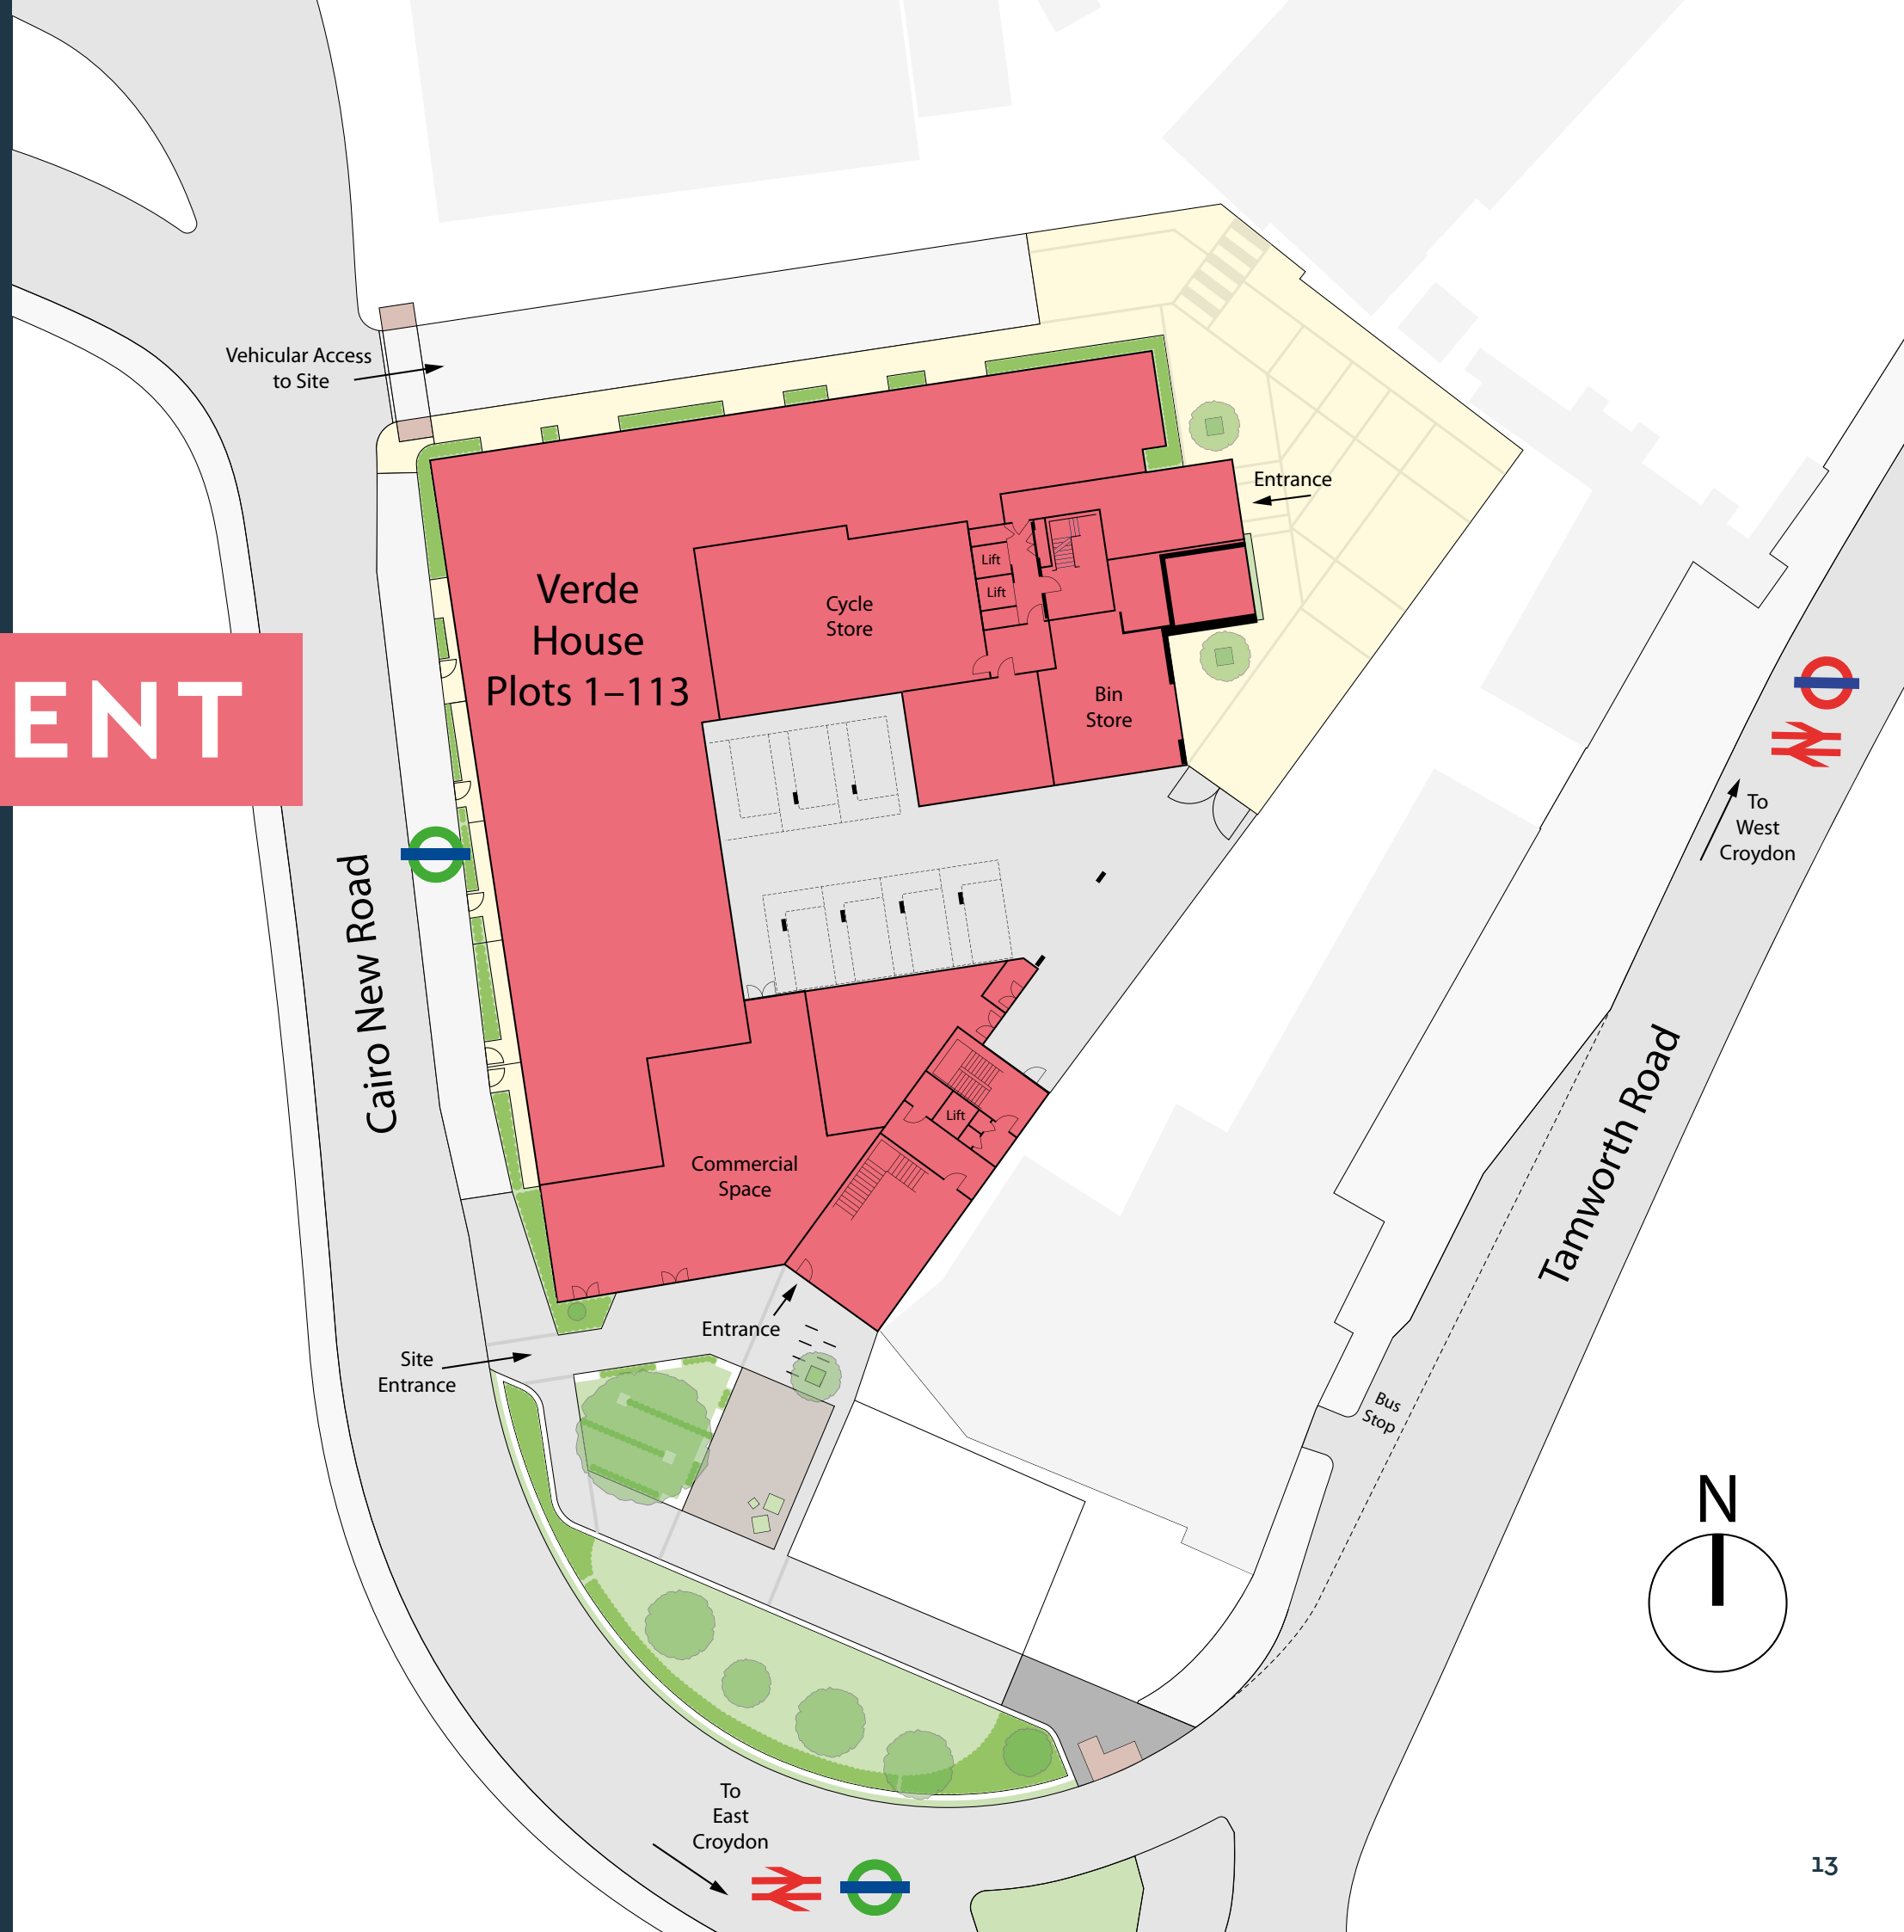 Vehicular Access
to Site
Entrance
Verde
House
Plots 1–113
Cycle
Store
Lift
Lift
Bin
Store
ENT
To
West
Croydon
Cairo New Road
Tamworth Road
Lift
Commercial
Space
Entrance
Site
Entrance
Bus
Stop
N
To
East
Croydon
13